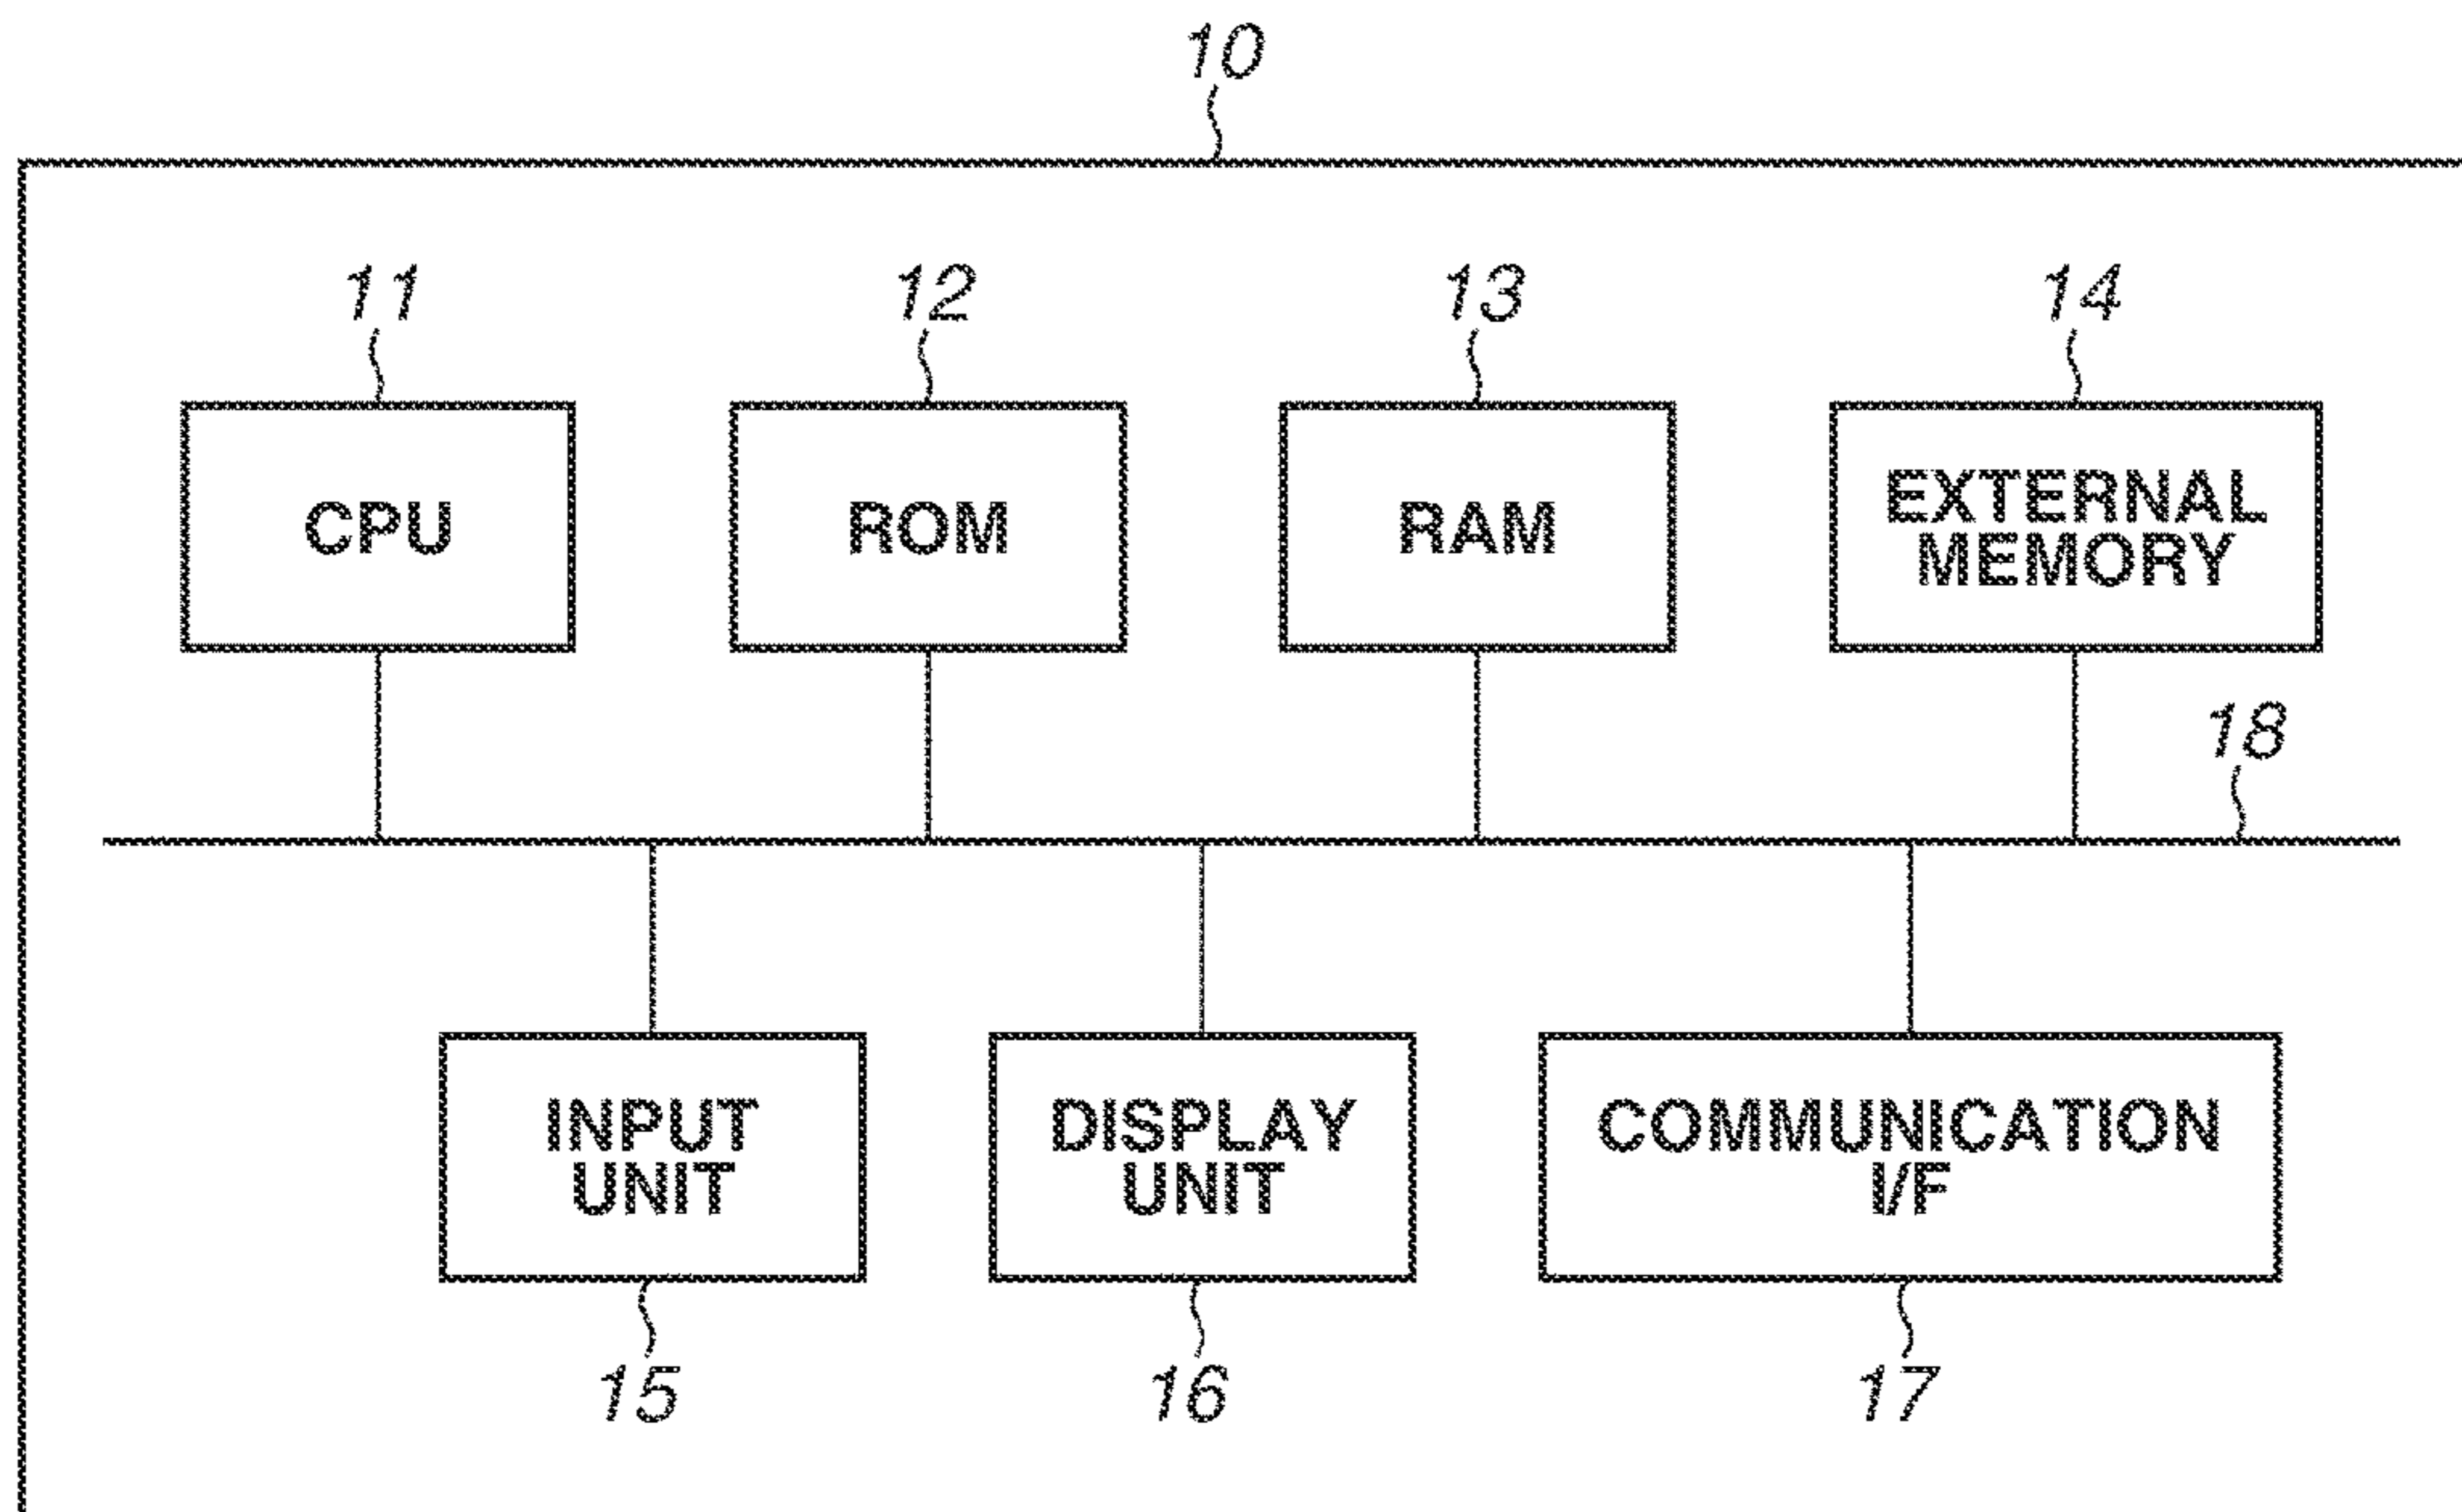 10
11
12
13
14
CPU
ROM
RAM
EXTERNAL
MEMORY
18
INPUT
UNIT
DISPLAY
UNIT
COMMUNICATION
I/F
15
16
17